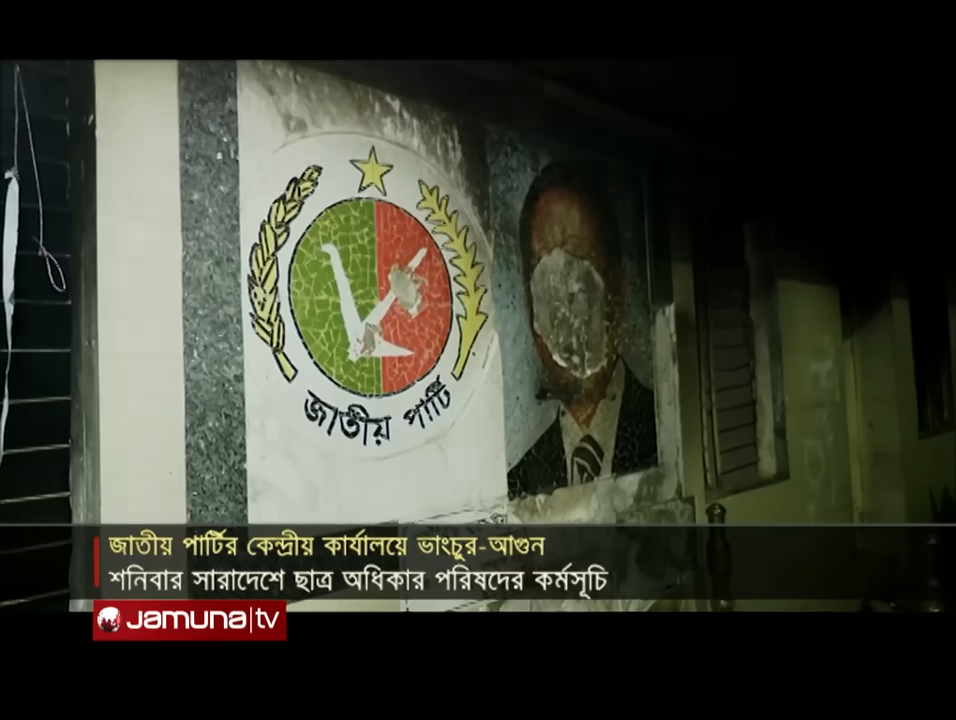 জাতীয় পার্টি
জাতীয় পার্টির কেন্দ্রীয় কার্যালয়ে ভাংচুর-আগুন
শনিবার সারাদেশে ছাত্র অধিকার পরিষদের কর্মসূচি
JAMUNA|tv